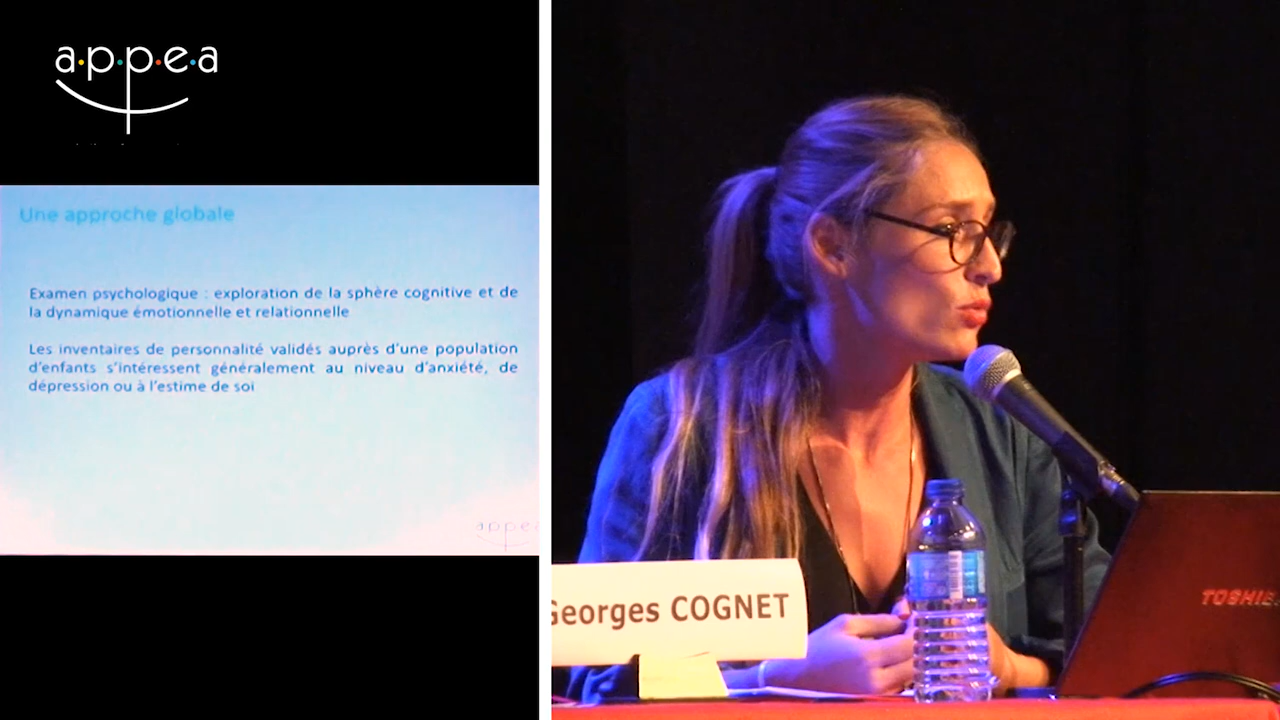 a·p·p·e·a
Une approche globale
Examen psychologique : exploration de la sphère cognitive et de
la dynamique émotionnelle et relationnelle
Les inventaires de personnalité validés auprès d'une population
d'enfants s'intéressent généralement au niveau d'anxiété, de
dépression ou à l'estime de soi
appea
Georges COGNET
TOSHIB